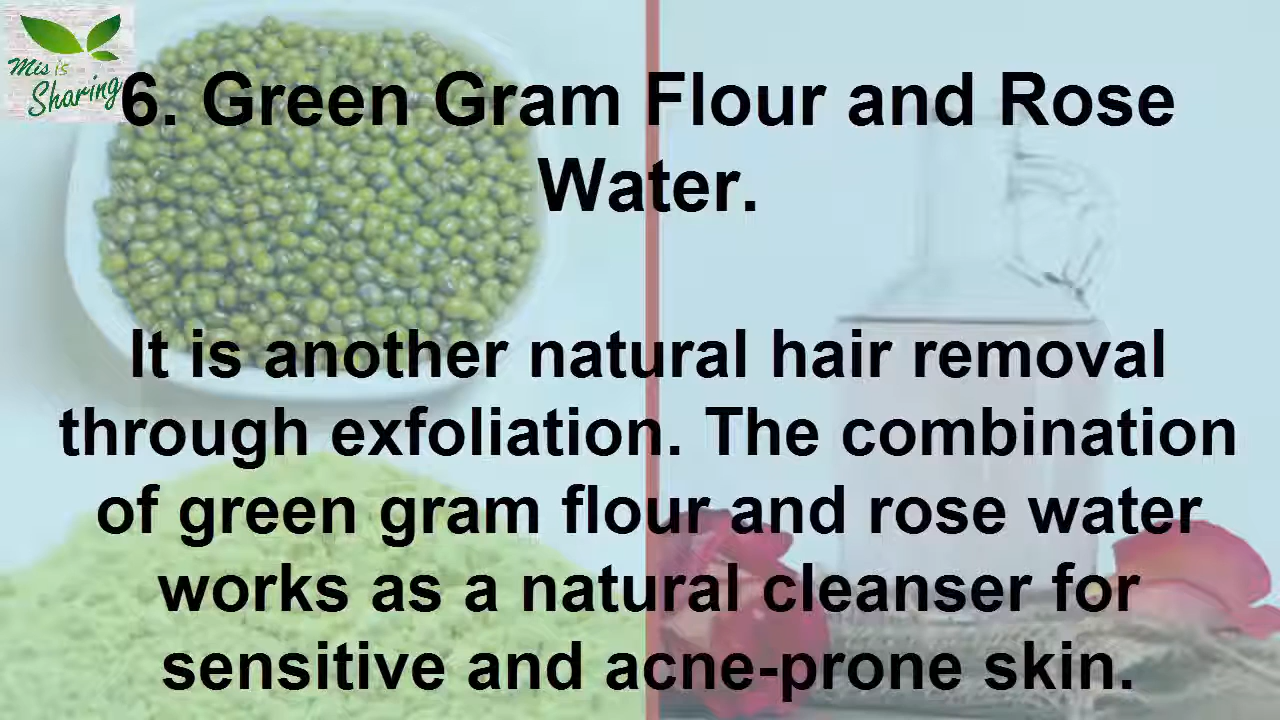 Mis is
Sharing
6. Green Gram Flour and Rose
Water.
It is another natural hair removal
through exfoliation. The combination
of green gram flour and rose water
works as a natural cleanser for
sensitive and acne-prone skin.